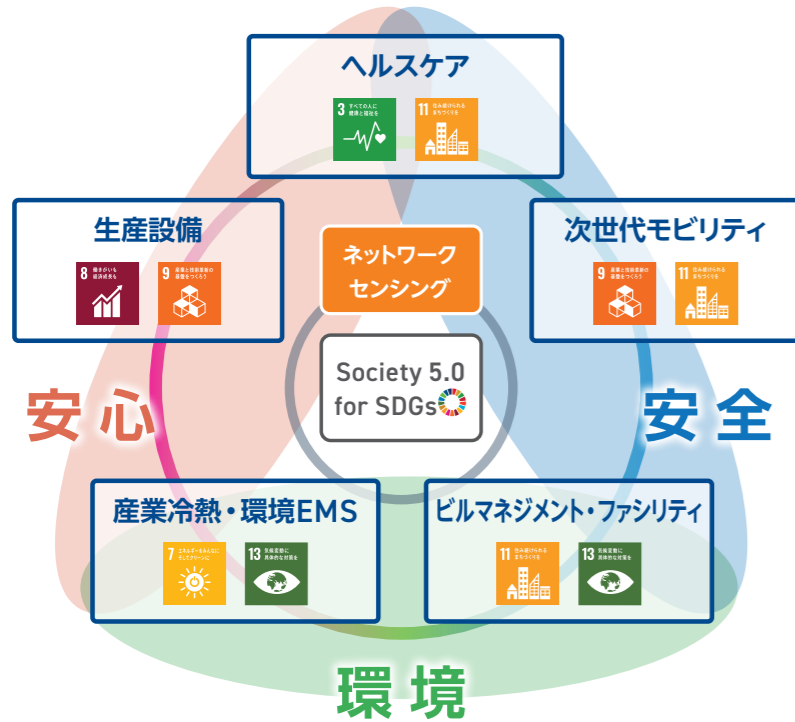 ヘルスケア
3 すべての人に
健康と福祉を
11 住み続けられる
まちづくりを
生産設備
8 働きがいも
経済成長も
9 産業と技術革新の
基盤をつくろう
ネットワーク
センシング
次世代モビリティ
9 産業と技術革新の
基盤をつくろう
11 住み続けられる
まちづくりを
Society 5.0
for SDGs
安心
安全
産業冷熱・環境EMS
7 エネルギーをみんなに
そしてクリーンに
13 気候変動に
具体的な対策を
ビルマネジメント・ファシリティ
11 住み続けられる
まちづくりを
13 気候変動に
具体的な対策を
環境